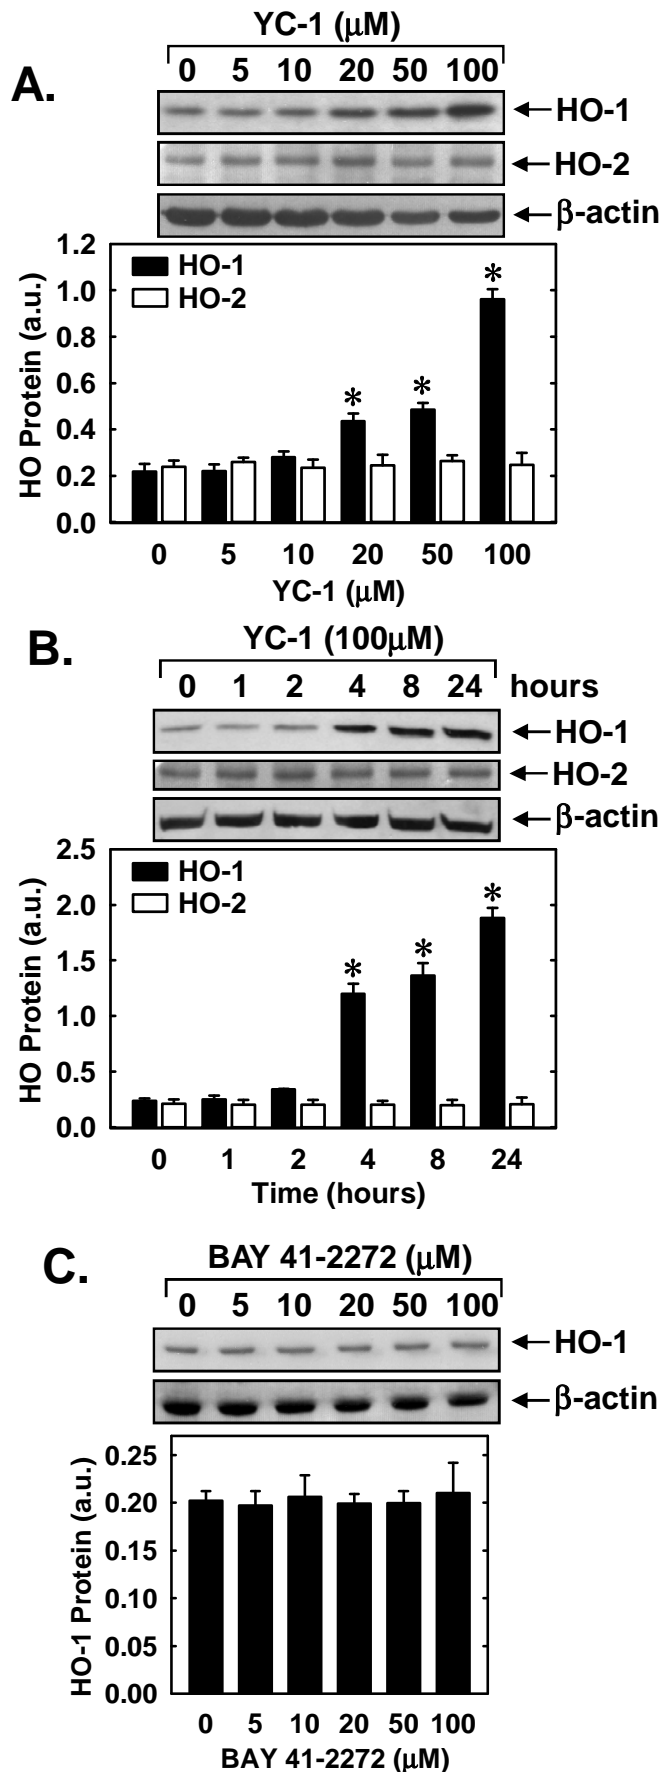 A.
YC-1 (μM)
0 5 10 20 50 100
HO-1
HO-2
β-actin
HO Protein (a.u.)
1.2
1.0
0.8
0.6
0.4
0.2
0.0
HO-1
HO-2
* * *
0 5 10 20 50 100
YC-1 (μM)
B.
YC-1 (100μM)
0 1 2 4 8 24 hours
HO-1
HO-2
β-actin
HO Protein (a.u.)
2.5
2.0
1.5
1.0
0.5
0.0
HO-1
HO-2
* * *
0 1 2 4 8 24
Time (hours)
C.
BAY 41-2272 (μM)
0 5 10 20 50 100
HO-1
β-actin
HO-1 Protein (a.u.)
0.25
0.20
0.15
0.10
0.05
0.00
0 5 10 20 50 100
BAY 41-2272 (μM)